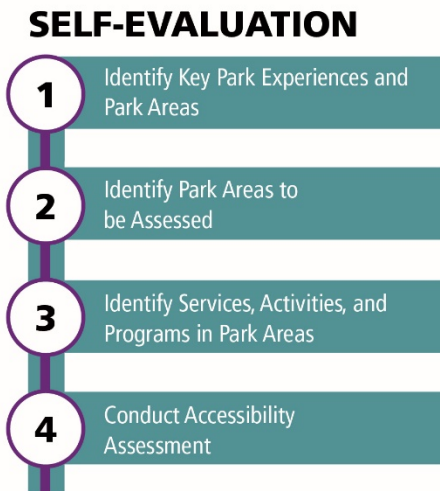 SELF-EVALUATION
1
Identify Key Park Experiences and
Park Areas
2
Identify Park Areas to
be Assessed
3
Identify Services, Activities, and
Programs in Park Areas
4
Conduct Accessibility
Assessment